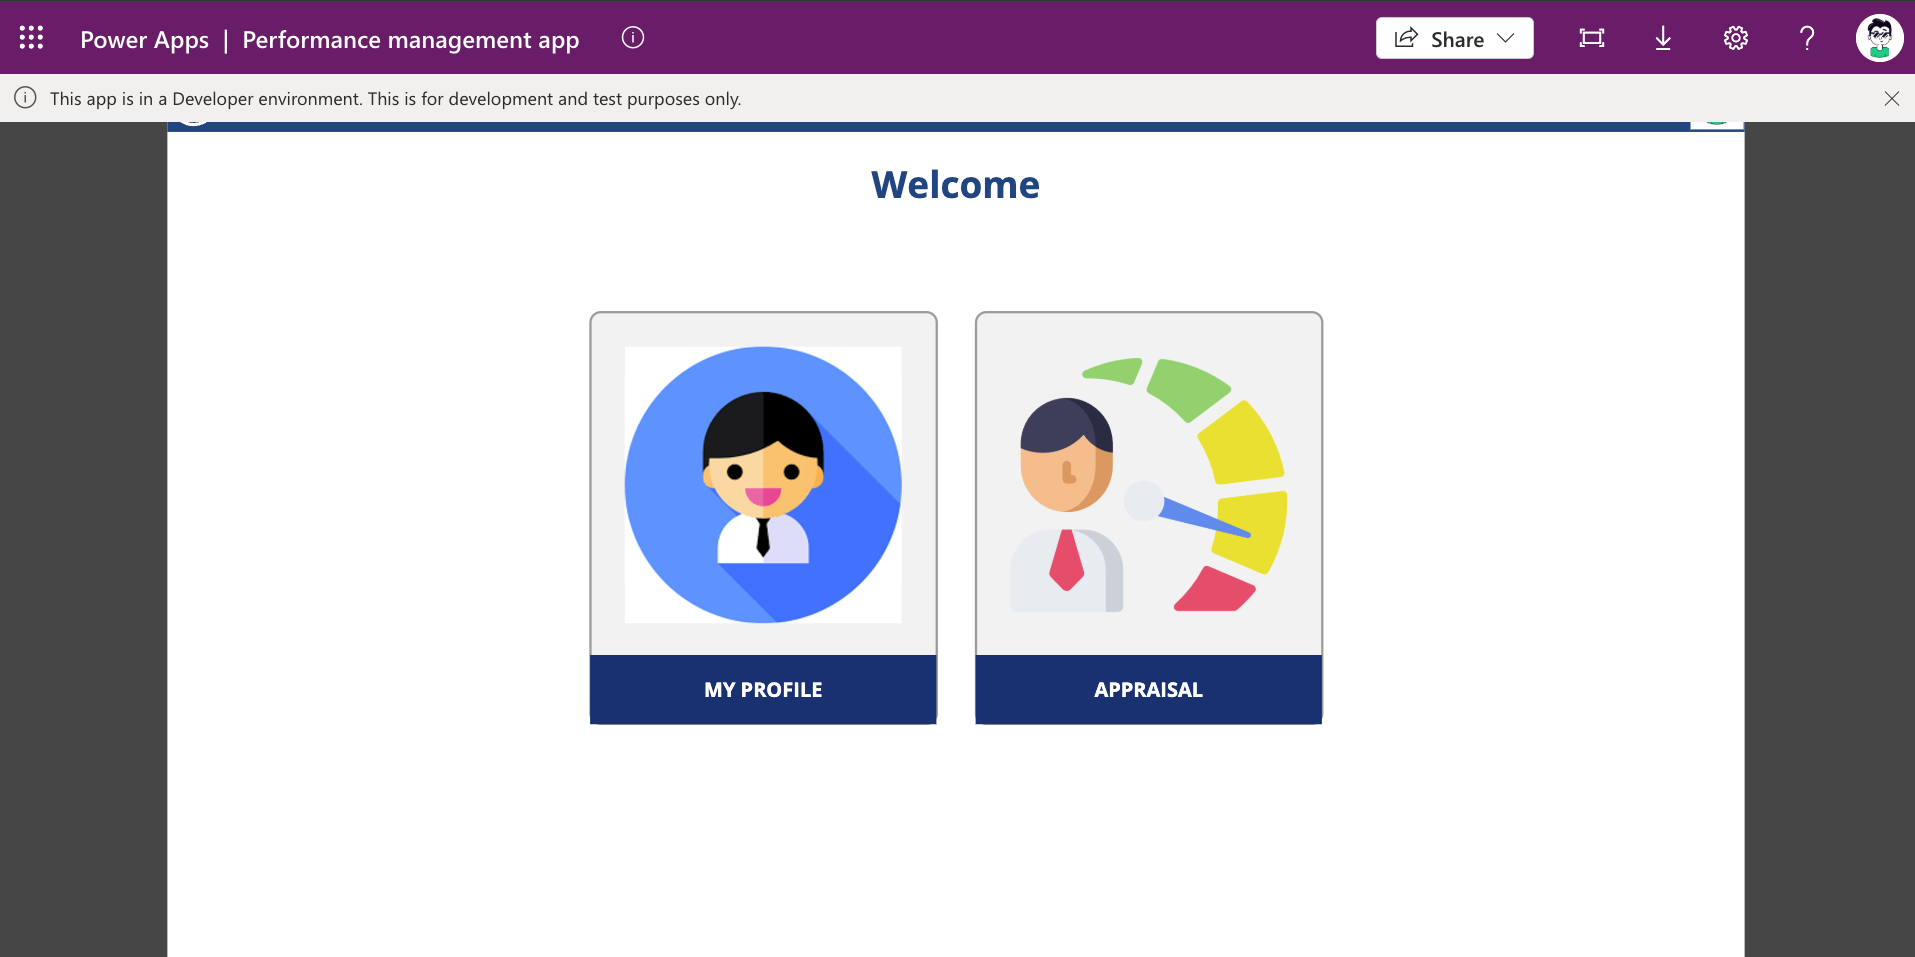 Power Apps | Performance management app
Share
This app is in a Developer environment. This is for development and test purposes only.
Welcome
MY PROFILE
APPRAISAL